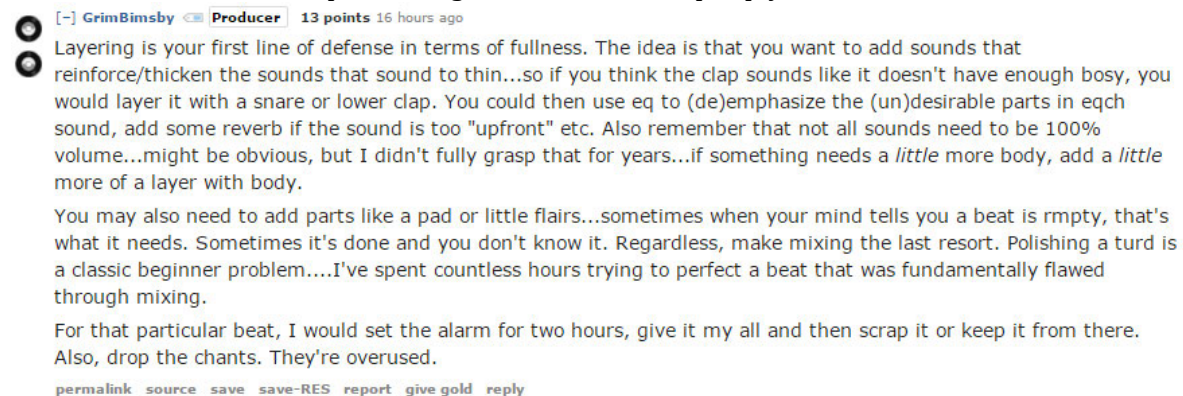 [–] GrimBimsby Producer 13 points 16 hours ago
Layering is your first line of defense in terms of fullness. The idea is that you want to add sounds that
reinforce/thicken the sounds that sound to thin...so if you think the clap sounds like it doesn't have enough bosy, you
would layer it with a snare or lower clap. You could then use eq to (de)emphasize the (un)desirable parts in eqch
sound, add some reverb if the sound is too "upfront" etc. Also remember that not all sounds need to be 100%
volume...might be obvious, but I didn't fully grasp that for years...if something needs a little more body, add a little
more of a layer with body.
You may also need to add parts like a pad or little flairs...sometimes when your mind tells you a beat is rmpty, that's
what it needs. Sometimes it's done and you don't know it. Regardless, make mixing the last resort. Polishing a turd is
a classic beginner problem....I've spent countless hours trying to perfect a beat that was fundamentally flawed
through mixing.
For that particular beat, I would set the alarm for two hours, give it my all and then scrap it or keep it from there.
Also, drop the chants. They're overused.
permalink source save save-RES report give gold reply